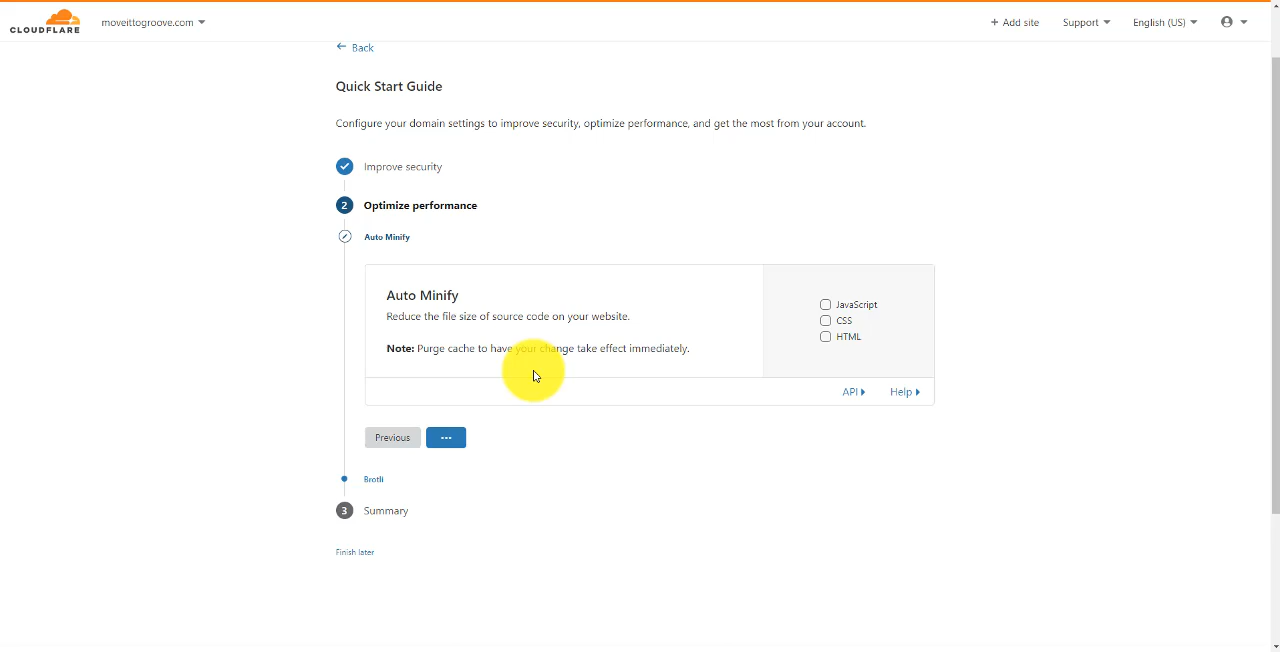 CLOUDFLARE
moveittogroove.com
+ Add site
Support
English (US)
← Back
Quick Start Guide
Configure your domain settings to improve security, optimize performance, and get the most from your account.
Improve security
2 Optimize performance
Auto Minify
Auto Minify
Reduce the file size of source code on your website.
Note: Purge cache to have your change take effect immediately.
JavaScript
CSS
HTML
API
Help
Previous
...
Brotli
3 Summary
Finish later